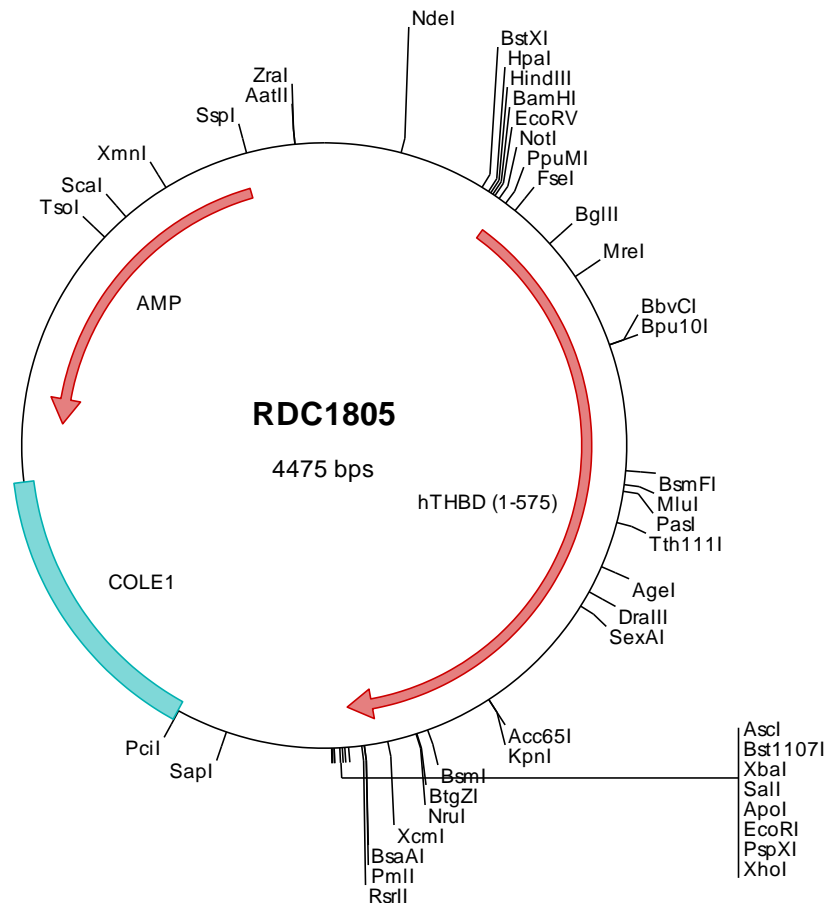 NdeI
BstXI
HpaI
HindIII
BamHI
EcoRV
NotI
PpuMI
FseI
BglII
MreI
BbvCI
Bpu10I
ZraI
AatII
SspI
XmnI
ScaI
TsoI
AMP
RDC1805
4475 bps
hTHBD (1-575)
BsmFI
MluI
PasI
Tth111I
AgeI
DraIII
SexAI
COLE1
PciI
SapI
Acc65I
KpnI
BsmI
BtgZI
NruI
XcmI
BsaAI
PmlI
RsrII
AscI
Bst1107I
XbaI
SalI
ApoI
EcoRI
PspXI
XhoI